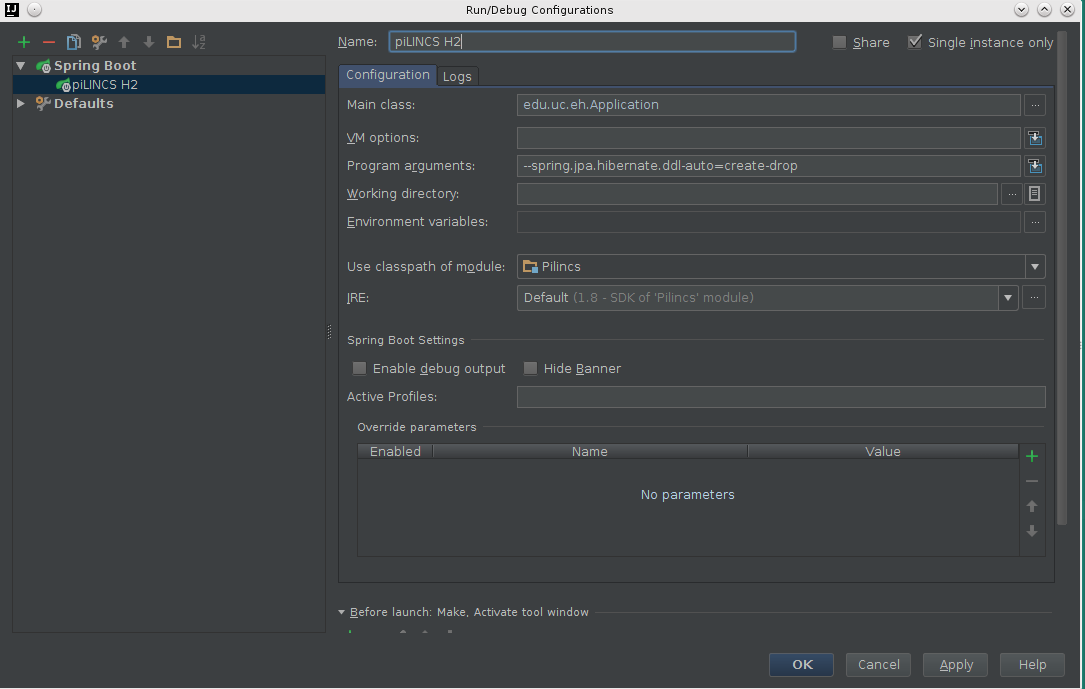 IJ
Run/Debug Configurations
Spring Boot
piLINCS H2
Defaults
Name: piLINCS H2
Share
Single instance only
Configuration
Logs
Main class: edu.uc.eh.Application
VM options:
Program arguments: --spring.jpa.hibernate.ddl-auto=create-drop
Working directory:
Environment variables:
Use classpath of module: Pilincs
JRE: Default (1.8 - SDK of 'Pilincs' module)
Spring Boot Settings
Enable debug output
Hide Banner
Active Profiles:
Override parameters
Enabled Name Value
No parameters
Before launch: Make, Activate tool window
OK Cancel Apply Help